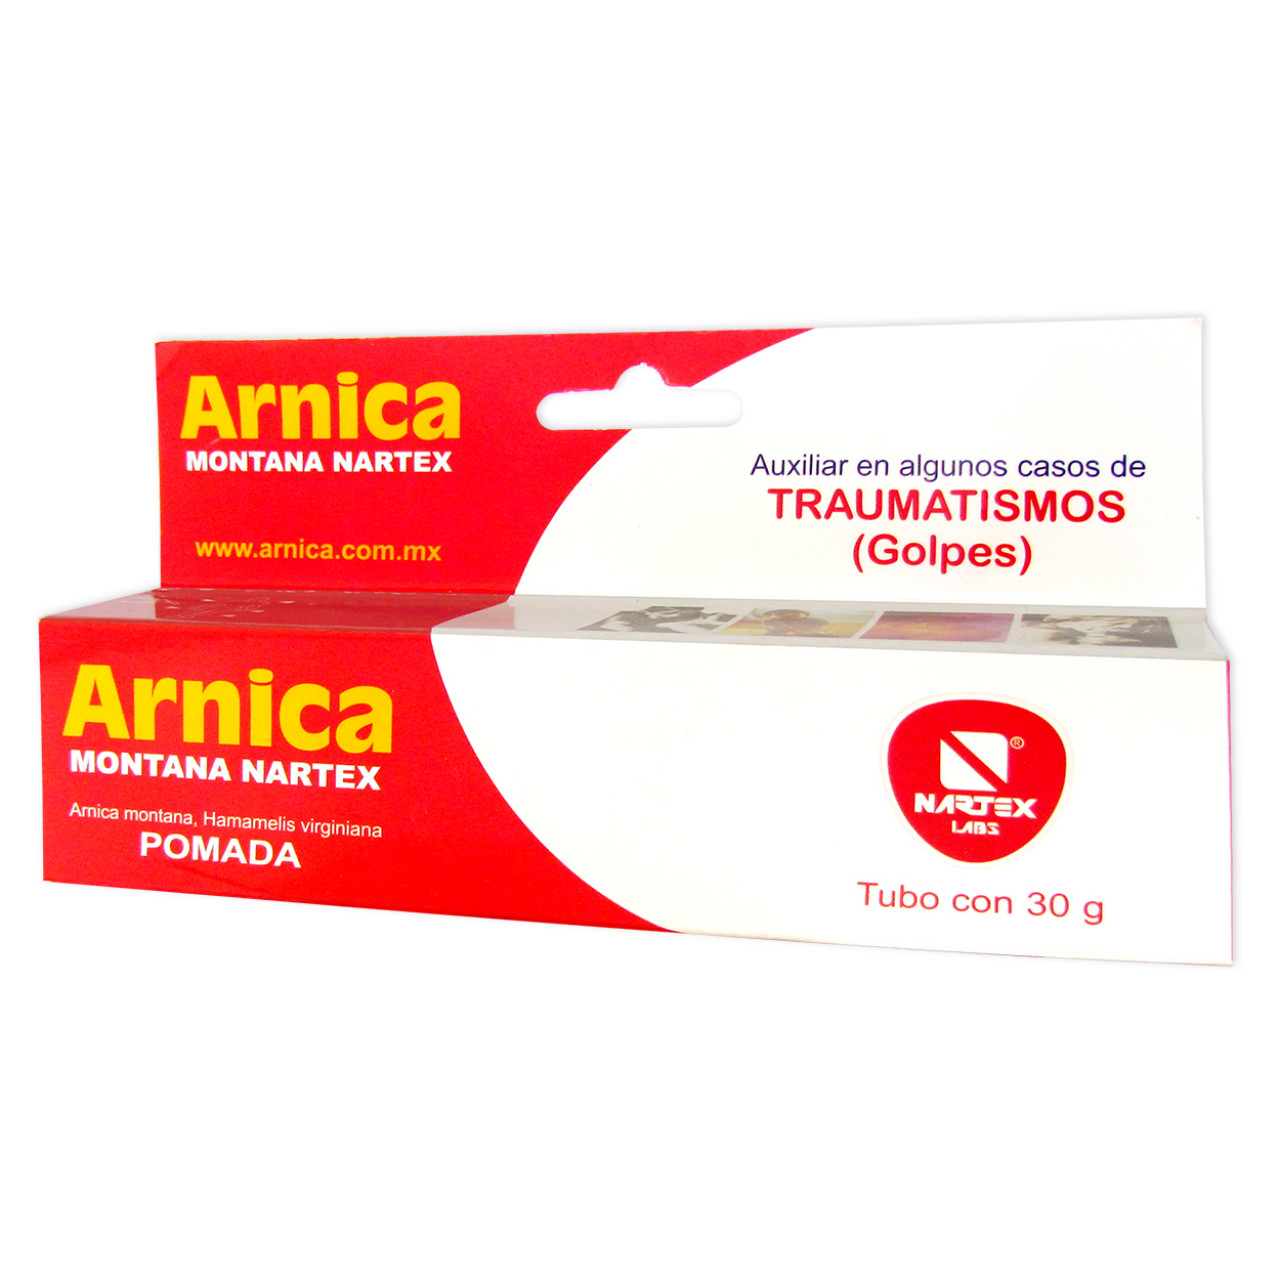 Arnica
MONTANA NARTEX
www.arnica.com.mx
Auxiliar en algunos casos de
TRAUMATISMOS
(Golpes)
Arnica
MONTANA NARTEX
Arnica montana, Hamamelis virginiana
POMADA
NARTEX®
LABS
Tubo con 30 g